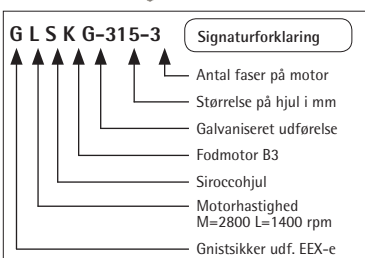 G L S K G-315-3
Signaturforklaring
Antal faser på motor
Størrelse på hjul i mm
Galvaniseret udførelse
Fodmotor B3
Siroccohjul
Motorhastighed
M=2800 L=1400 rpm
Gnistsikker udf. EEX-e